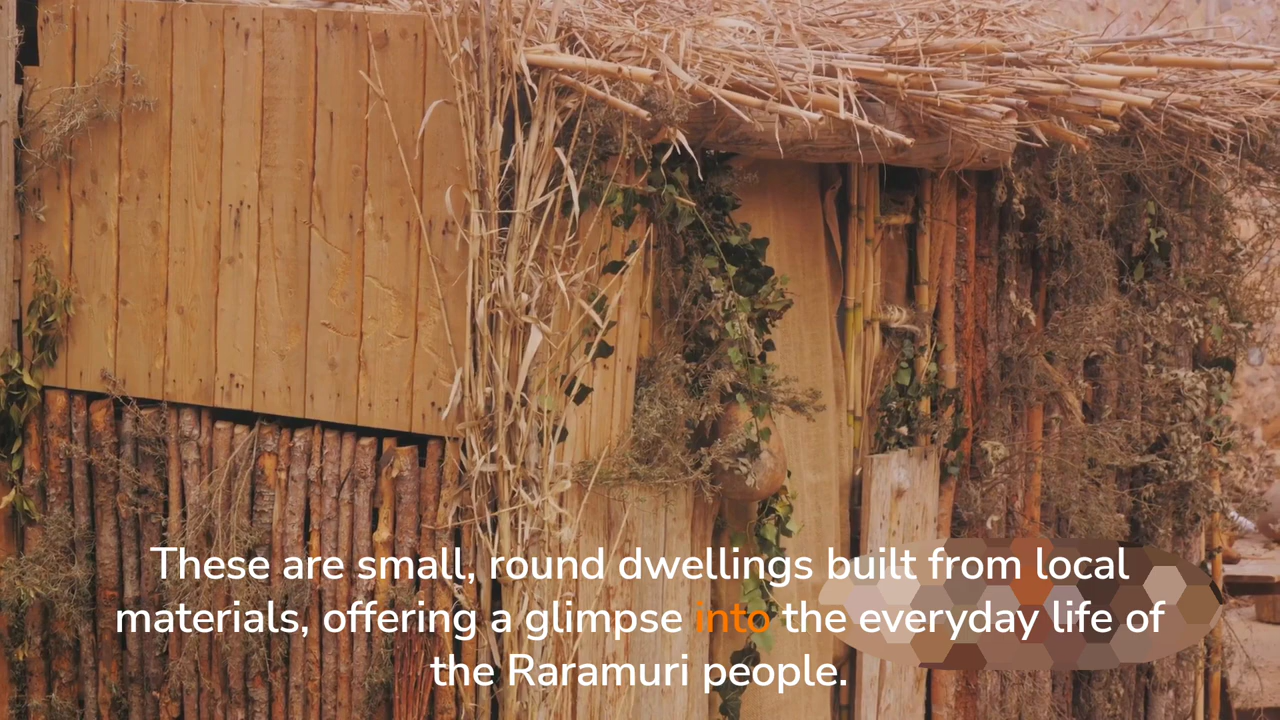 These are small, round dwellings built from local
materials, offering a glimpse into the everyday life of
the Raramuri people.